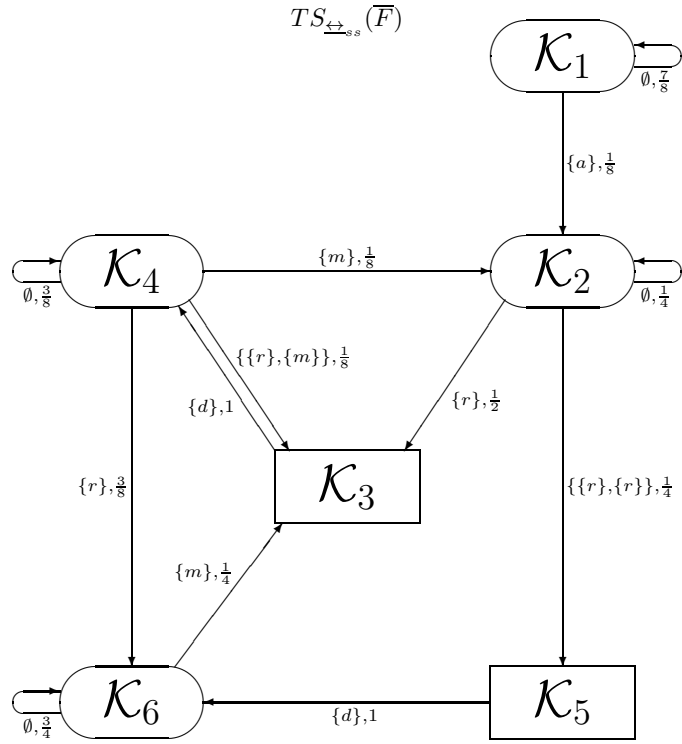 TS↔ss(F̅)
𝒦1
∅,7/8
{a},1/8
𝒦4
∅,3/8
{m},1/8
𝒦2
∅,1/4
{{r},{m}},1/8
{d},1
{r},1/2
{r},3/8
𝒦3
{{r},{r}},1/4
{m},1/4
𝒦6
∅,3/4
{d},1
𝒦5